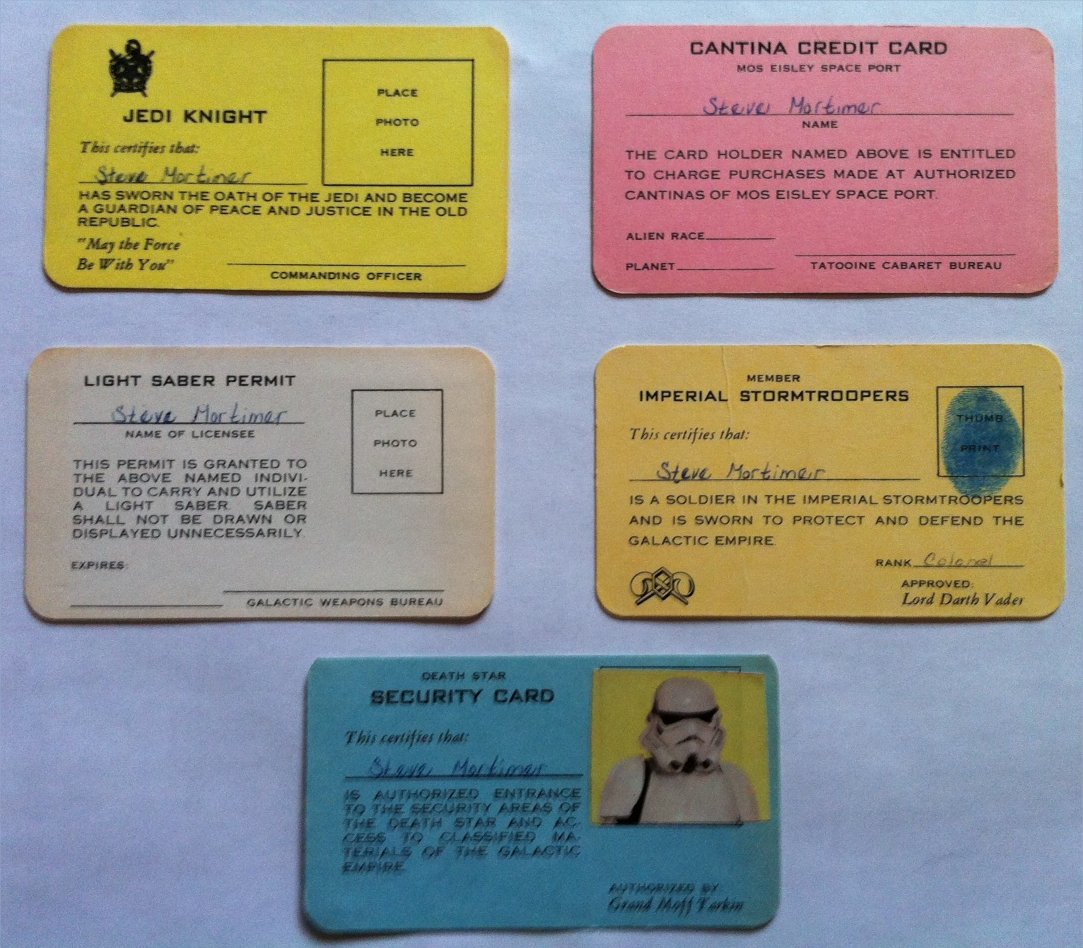 JEDI KNIGHT
This certifies that:
Steve Mortimer
HAS SWORN THE OATH OF THE JEDI AND BECOME
A GUARDIAN OF PEACE AND JUSTICE IN THE OLD
REPUBLIC.
"May the Force
Be With You"
COMMANDING OFFICER
PLACE
PHOTO
HERE
CANTINA CREDIT CARD
MOS EISLEY SPACE PORT
Steve Mortimer
NAME
THE CARD HOLDER NAMED ABOVE IS ENTITLED
TO CHARGE PURCHASES MADE AT AUTHORIZED
CANTINAS OF MOS EISLEY SPACE PORT.
ALIEN RACE
PLANET
TATOOINE CABARET BUREAU
LIGHT SABER PERMIT
Steve Mortimer
NAME OF LICENSEE
THIS PERMIT IS GRANTED TO
THE ABOVE NAMED INDIVI-
DUAL TO CARRY AND UTILIZE
A LIGHT SABER. SABER
SHALL NOT BE DRAWN OR
DISPLAYED UNNECESSARILY.
EXPIRES:
GALACTIC WEAPONS BUREAU
PLACE
PHOTO
HERE
MEMBER
IMPERIAL STORMTROOPERS
This certifies that:
Steve Mortimer
IS A SOLDIER IN THE IMPERIAL STORMTROOPERS
AND IS SWORN TO PROTECT AND DEFEND THE
GALACTIC EMPIRE.
RANK Colonel
APPROVED:
Lord Darth Vader
THUMB
PRINT
DEATH STAR
SECURITY CARD
This certifies that:
Steve Mortimer
IS AUTHORIZED ENTRANCE
TO THE SECURITY AREAS OF
THE DEATH STAR AND AC-
CESS TO CLASSIFIED MA-
TERIALS OF THE GALACTIC
EMPIRE.
AUTHORIZED BY:
Grand Moff Tarkin